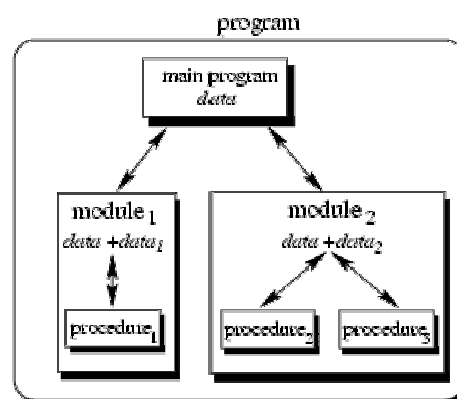 program
main program
data
module₁
data +data₁
procedure₁
module₂
data +data₂
procedure₂
procedure₃